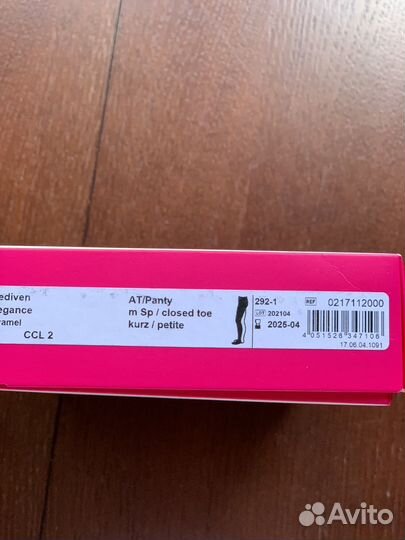 ediven
egance
ramel
CCL 2
AT/Panty
m Sp / closed toe
kurz / petite
292-1
LOT 202104
2025-04
REF 0217112000
4 051526 347106
17.06.04.1091
Avito